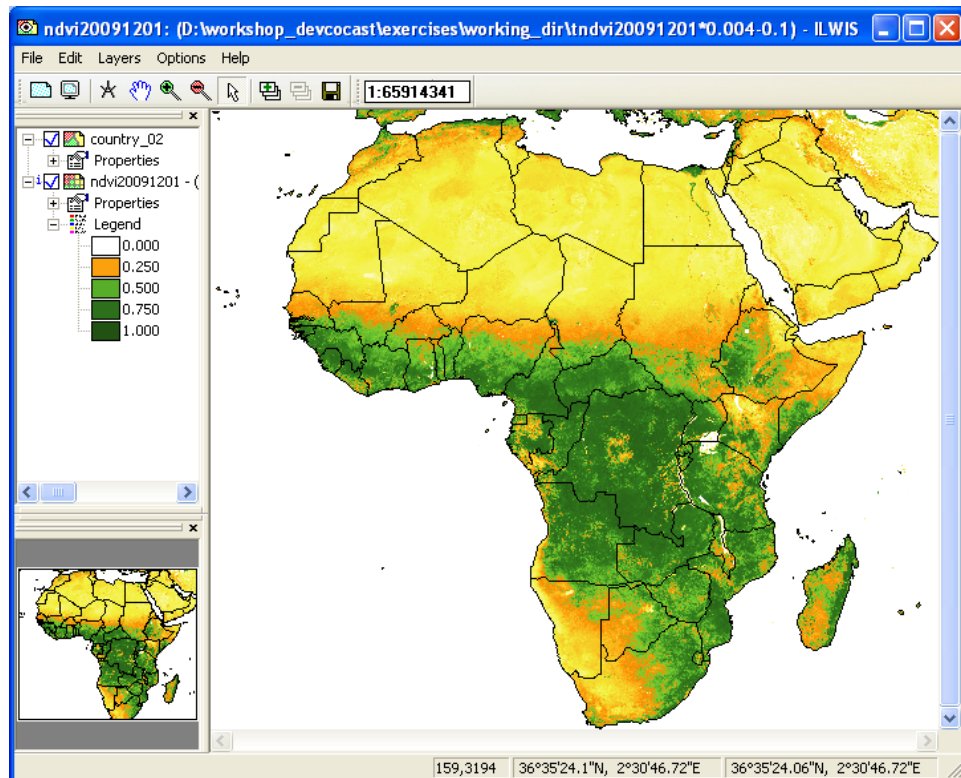 ndvi20091201: (D:\workshop_devcocast\exercises\working_dir\tndvi20091201*0.004-0.1) - ILWIS
File Edit Layers Options Help
1:65914341
country_02
Properties
ndvi20091201 - (
Properties
Legend
0.000
0.250
0.500
0.750
1.000
159,3194 36°35'24.1"N, 2°30'46.72"E 36°35'24.06"N, 2°30'46.72"E